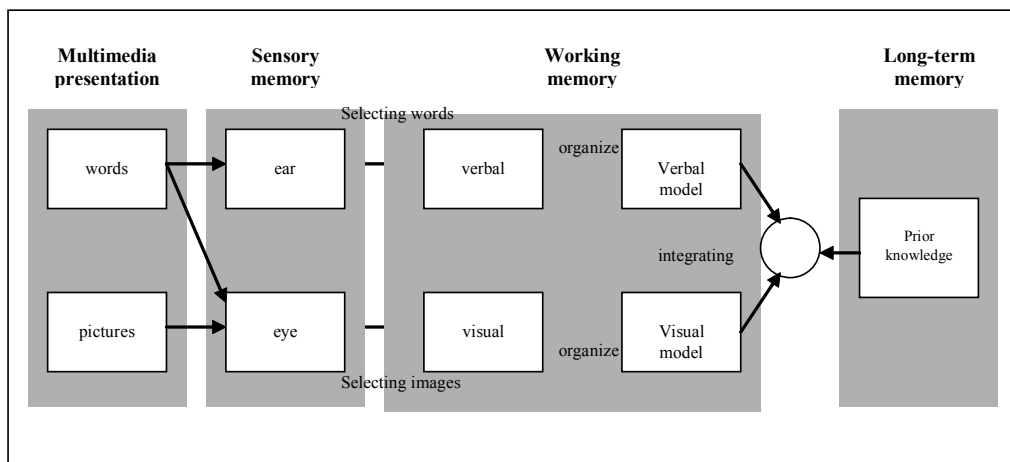 Multimedia
presentation
Sensory
memory
Working
memory
Long-term
memory
Selecting words
words
ear
verbal
organize
Verbal
model
integrating
Prior
knowledge
pictures
eye
visual
organize
Visual
model
Selecting images